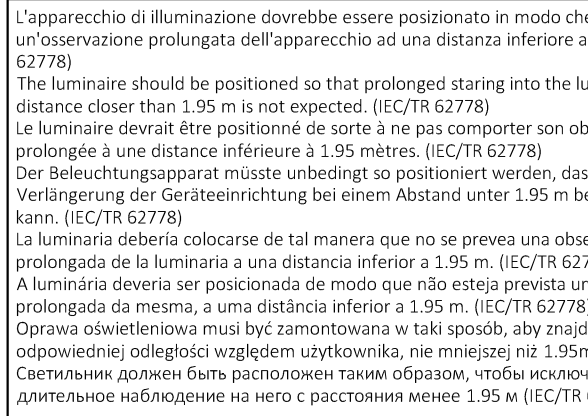 L'apparecchio di illuminazione dovrebbe essere posizionato in modo che
un'osservazione prolungata dell'apparecchio ad una distanza inferiore a
62778)
The luminaire should be positioned so that prolonged staring into the lu
distance closer than 1.95 m is not expected. (IEC/TR 62778)
Le luminaire devrait être positionné de sorte à ne pas comporter son ob
prolongée à une distance inférieure à 1.95 mètres. (IEC/TR 62778)
Der Beleuchtungsapparat müsste unbedingt so positioniert werden, das
Verlängerung der Geräteeinrichtung bei einem Abstand unter 1.95 m be
kann. (IEC/TR 62778)
La luminaria debería colocarse de tal manera que no se prevea una obse
prolongada de la luminaria a una distancia inferior a 1.95 m. (IEC/TR 627
A luminária deveria ser posicionada de modo que não esteja prevista ur
prolongada da mesma, a uma distância inferior a 1.95 m. (IEC/TR 62778)
Oprawa oświetleniowa musi być zamontowana w taki sposób, aby znajd
odpowiedniej odległości względem użytkownika, nie mniejszej niż 1.95m
Светильник должен быть расположен таким образом, чтобы исключ
длительное наблюдение на него с расстояния менее 1.95 м (IEC/TR